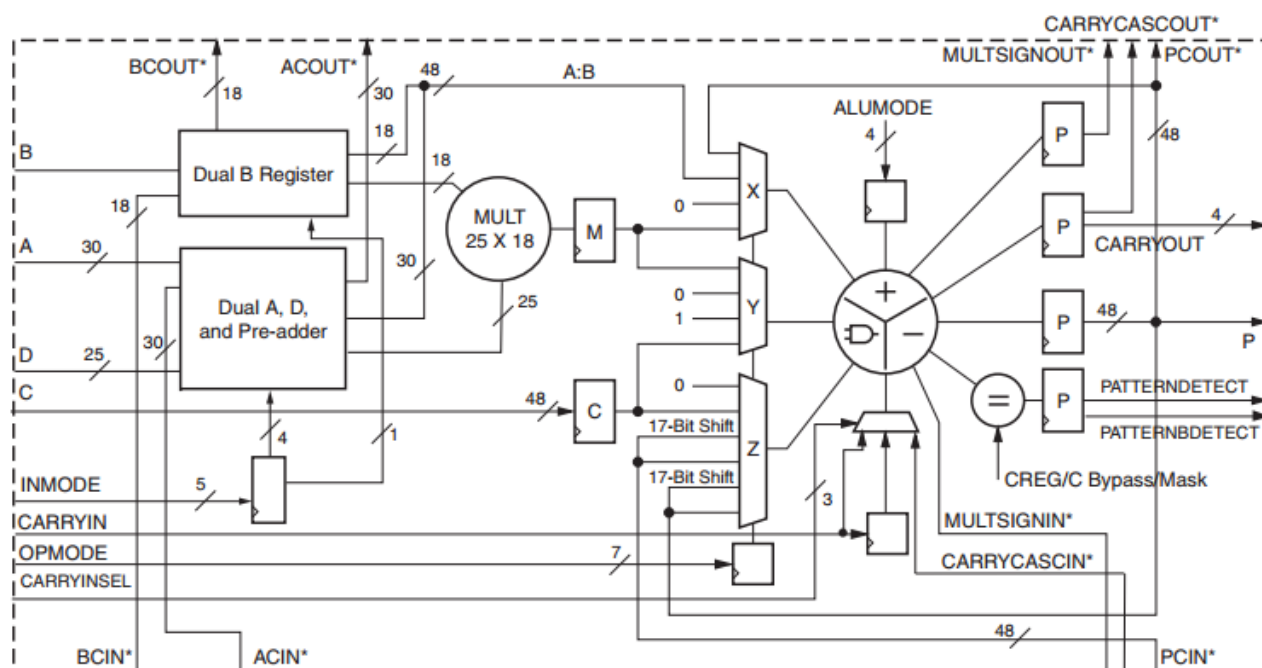 CARRYCASCOUT*
BCOUT*
ACOUT*
MULTSIGNOUT*
PCOUT*
48
A:B
18
30
ALUMODE
18
4
P
48
B
Dual B Register
18
X
18
MULT
25 X 18
0
M
P
4
CARRYOUT
A
30
30
Dual A, D,
and Pre-adder
25
0
Y
1
48
P
P
D
25
30
C
48
C
0
17-Bit Shift
Z
17-Bit Shift
=
P
PATTERNDETECT
PATTERNBDETECT
4
1
CREG/C Bypass/Mask
INMODE
5
3
CARRYIN
MULTSIGNIN*
OPMODE
7
CARRYCASCIN*
CARRYINSEL
48
BCIN*
ACIN*
PCIN*